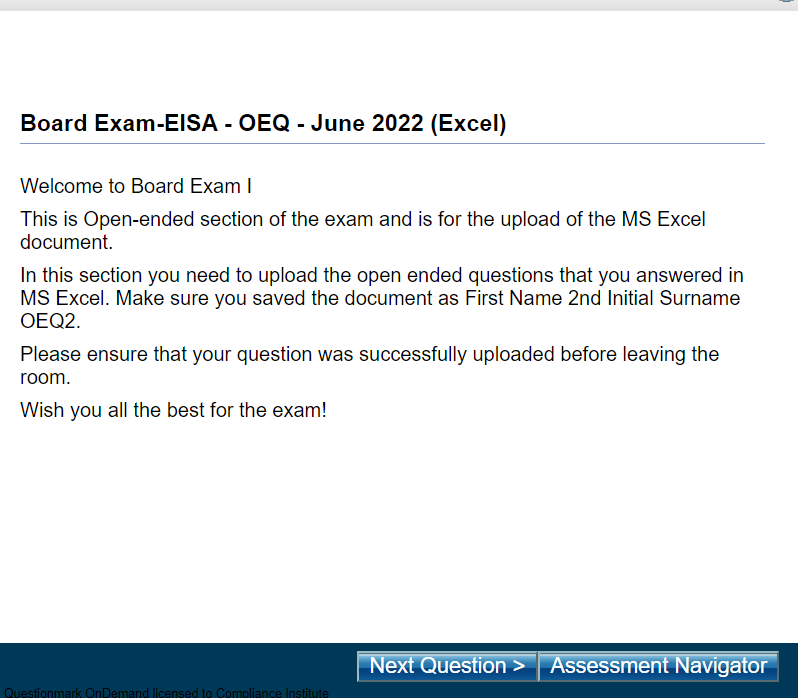 Board Exam-EISA - OEQ - June 2022 (Excel)
Welcome to Board Exam I
This is Open-ended section of the exam and is for the upload of the MS Excel
document.
In this section you need to upload the open ended questions that you answered in
MS Excel. Make sure you saved the document as First Name 2nd Initial Surname
OEQ2.
Please ensure that your question was successfully uploaded before leaving the
room.
Wish you all the best for the exam!
Next Question > Assessment Navigator
Questionmark OnDemand licensed to Compliance Institute